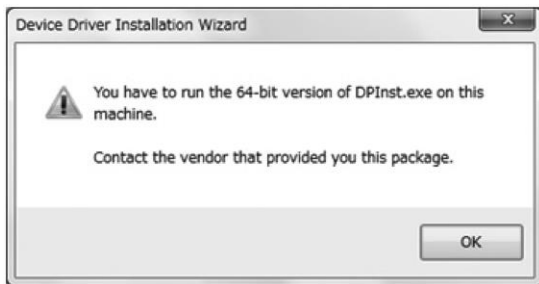 Device Driver Installation Wizard
You have to run the 64-bit version of DPInst.exe on this
machine.
Contact the vendor that provided you this package.
OK